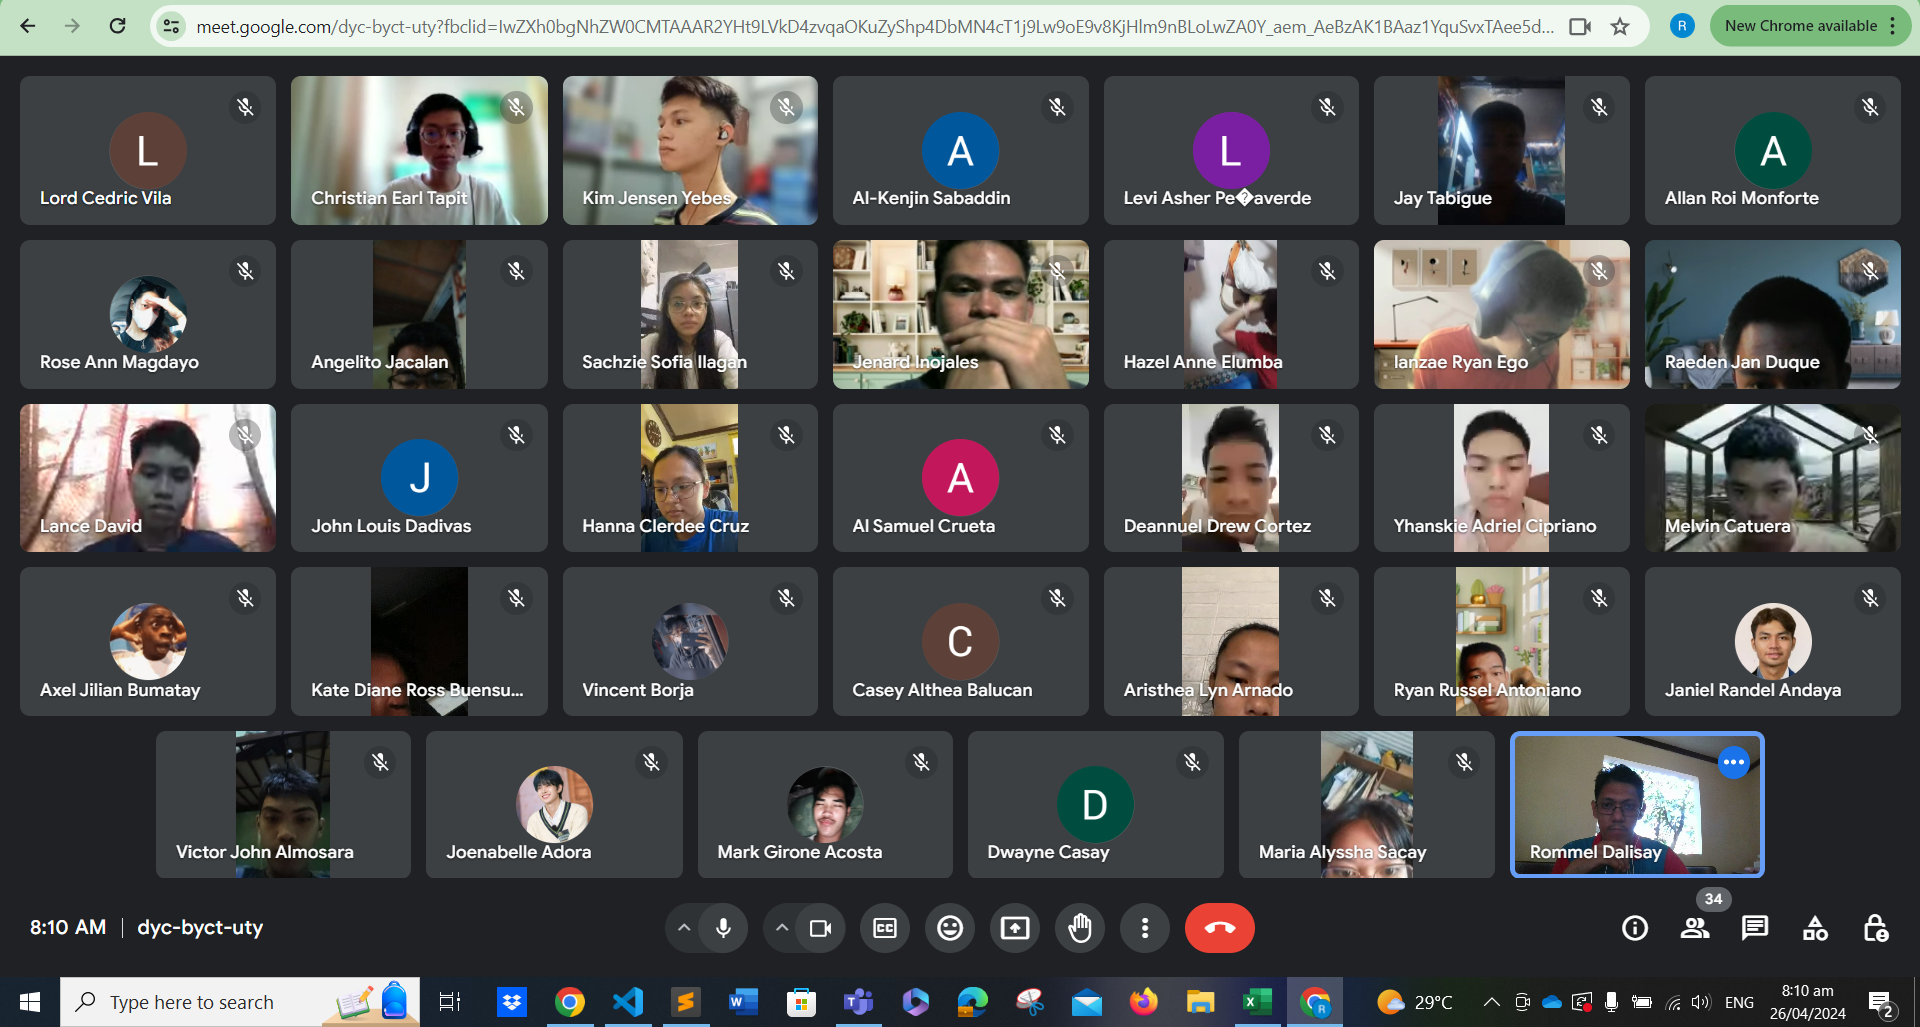 meet.google.com/dyc-byct-uty?fbclid=IwZXh0bgNhZW0CMTAAAR2YHt9LVkD4zvqaOKuZyShp4DbMN4cT1j9Lw9oE9v8KjHlm9nBLoLwZA0Y_aem_AeBzAK1BAaz1YquSvxTAee5d...
R
New Chrome available
L
Lord Cedric Vila
Christian Earl Tapit
Kim Jensen Yebes
A
Al-Kenjin Sabaddin
L
Levi Asher Pe�averde
Jay Tabigue
A
Allan Roi Monforte
Rose Ann Magdayo
Angelito Jacalan
Sachzie Sofia Ilagan
Jenard Inojales
Hazel Anne Elumba
Ianzae Ryan Ego
Raeden Jan Duque
Lance David
J
John Louis Dadivas
Hanna Clerdee Cruz
A
Al Samuel Crueta
Deannuel Drew Cortez
Yhanskie Adriel Cipriano
Melvin Catuera
Axel Jilian Bumatay
Kate Diane Ross Buensu...
Vincent Borja
C
Casey Althea Balucan
Aristhea Lyn Arnado
Ryan Russel Antoniano
Janiel Randel Andaya
Victor John Almosara
Joenabelle Adora
Mark Girone Acosta
D
Dwayne Casay
Maria Alyssha Sacay
Rommel Dalisay
34
8:10 AM | dyc-byct-uty
CC
Type here to search
29°C
ENG
8:10 am
26/04/2024
2